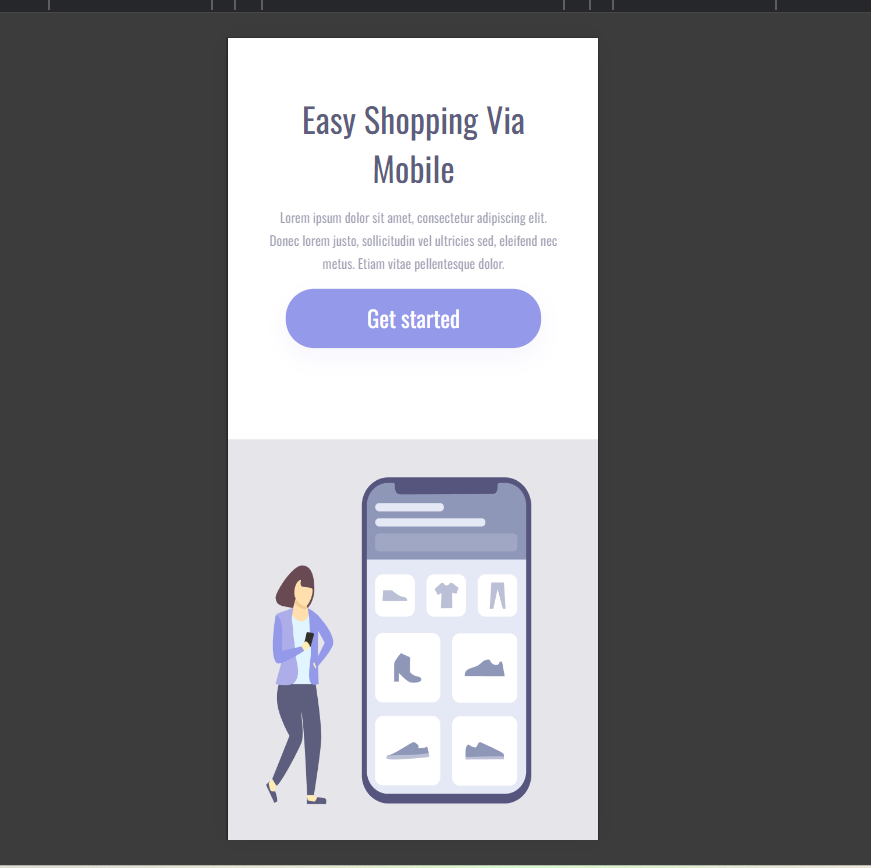 Easy Shopping Via
Mobile
Lorem ipsum dolor sit amet, consectetur adipiscing elit.
Donec lorem justo, sollicitudin vel ultricies sed, eleifend nec
metus. Etiam vitae pellentesque dolor.
Get started